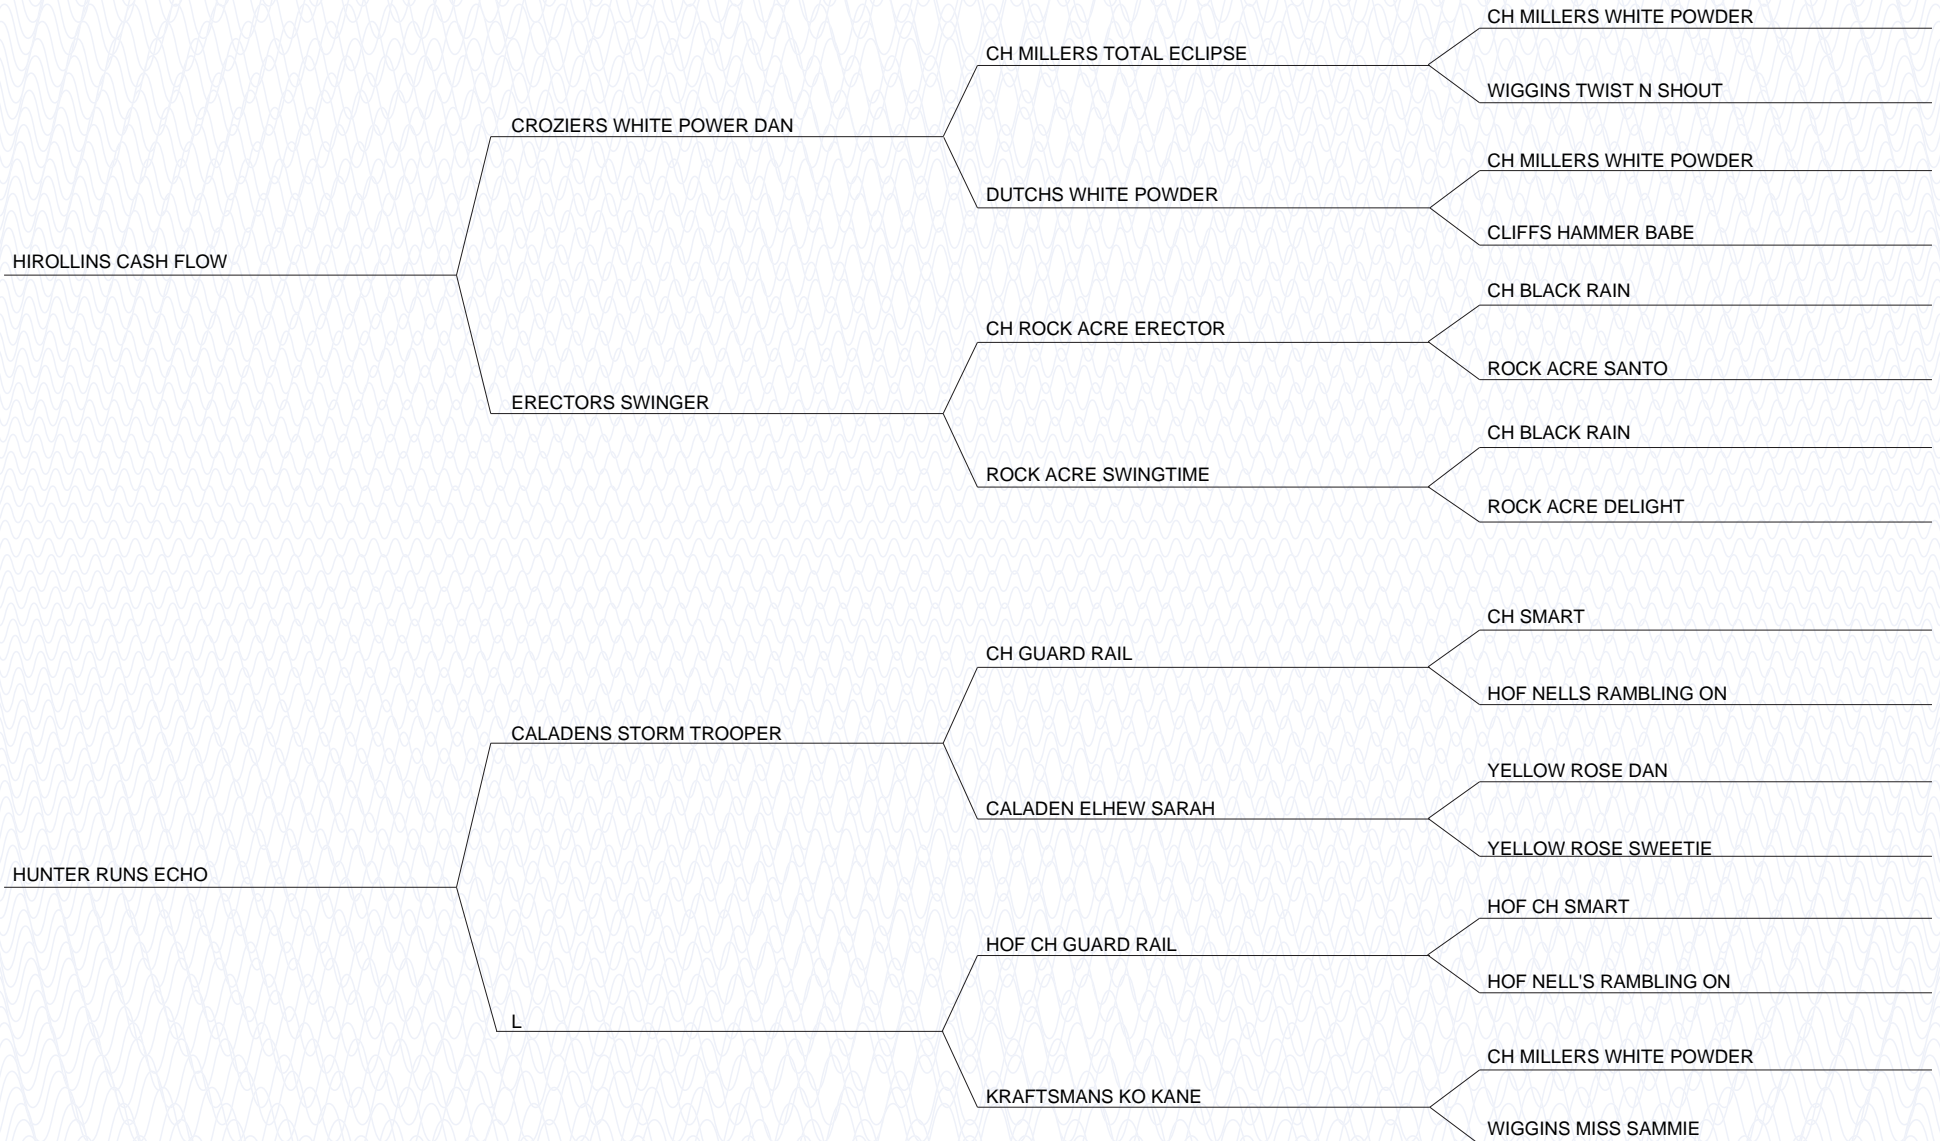 CH MILLERS WHITE POWDER
CH MILLERS TOTAL ECLIPSE
WIGGINS TWIST N SHOUT
CROZIERS WHITE POWER DAN
CH MILLERS WHITE POWDER
DUTCHS WHITE POWDER
CLIFFS HAMMER BABE
HIROLLINS CASH FLOW
CH BLACK RAIN
CH ROCK ACRE ERECTOR
ROCK ACRE SANTO
ERECTORS SWINGER
CH BLACK RAIN
ROCK ACRE SWINGTIME
ROCK ACRE DELIGHT
CH SMART
CH GUARD RAIL
HOF NELLS RAMBLING ON
CALADENS STORM TROOPER
YELLOW ROSE DAN
CALADEN ELHEW SARAH
YELLOW ROSE SWEETIE
HUNTER RUNS ECHO
HOF CH SMART
HOF CH GUARD RAIL
HOF NELL'S RAMBLING ON
L
CH MILLERS WHITE POWDER
KRAFTSMANS KO KANE
WIGGINS MISS SAMMIE